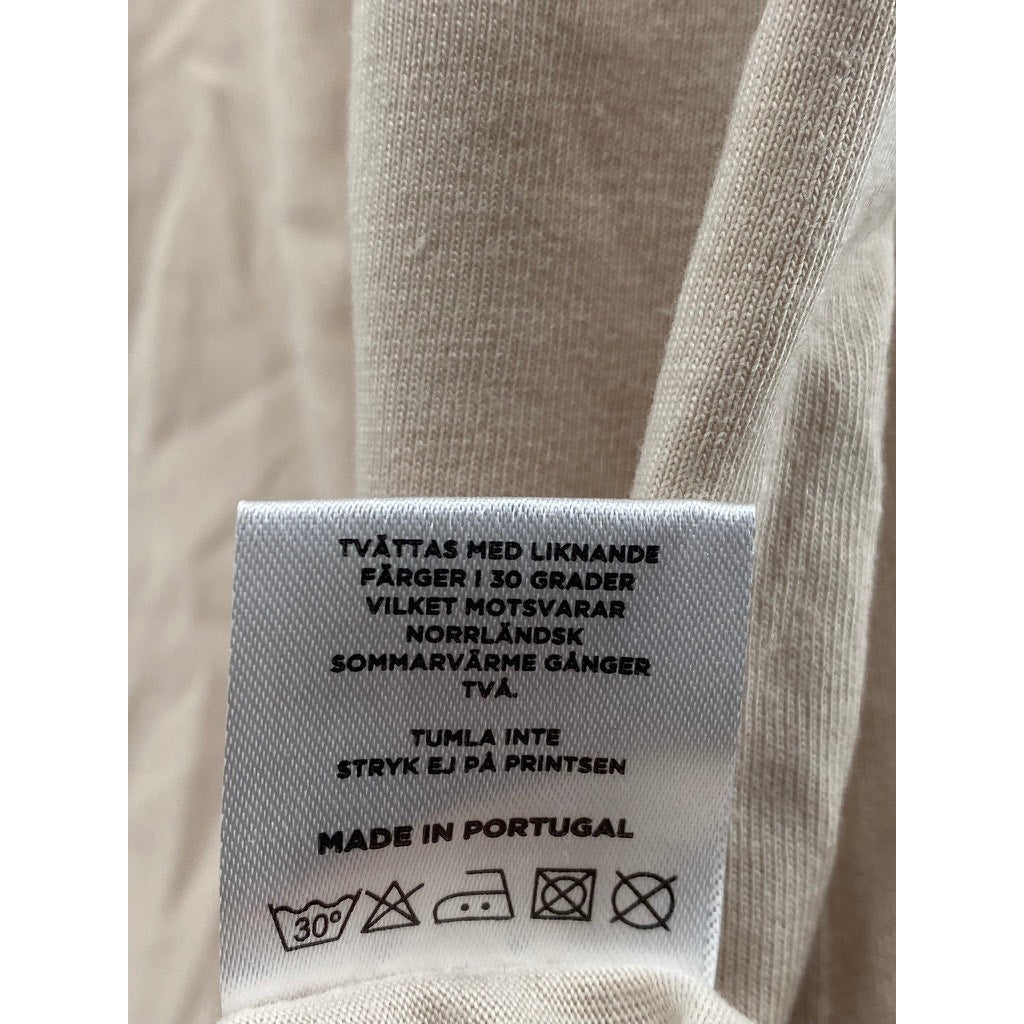 TVÄTTAS MED LIKNANDE
FÄRGER I 30 GRADER
VILKET MOTSVARAR
NORRLÄNDSK
SOMMARVÄRME GÅNGER
TVÅ.
TUMLA INTE
STRYK EJ PÅ PRINTSEN
MADE IN PORTUGAL
30°